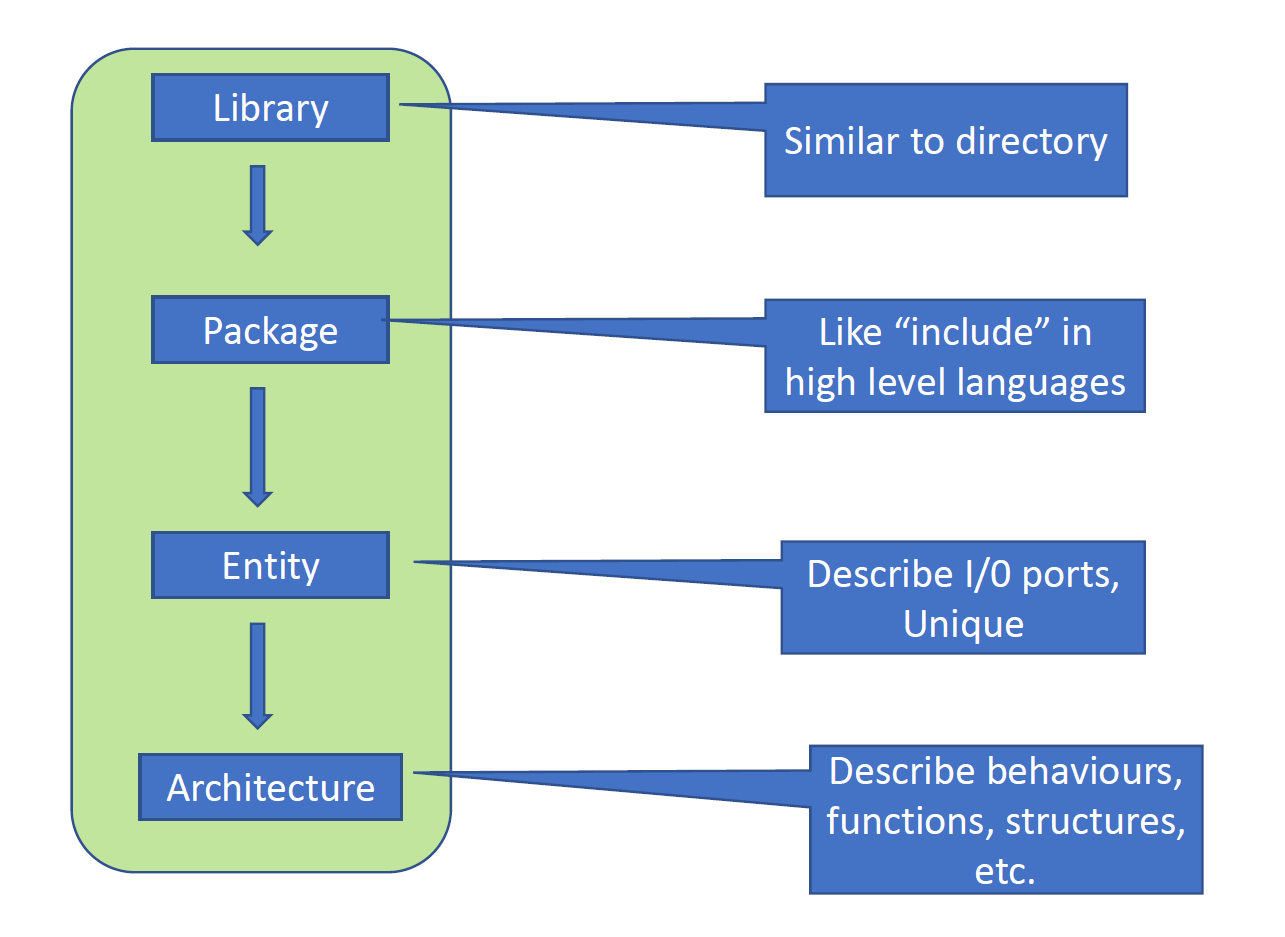 Library
Similar to directory
Package
Like “include” in
high level languages
Entity
Describe I/0 ports,
Unique
Architecture
Describe behaviours,
functions, structures,
etc.